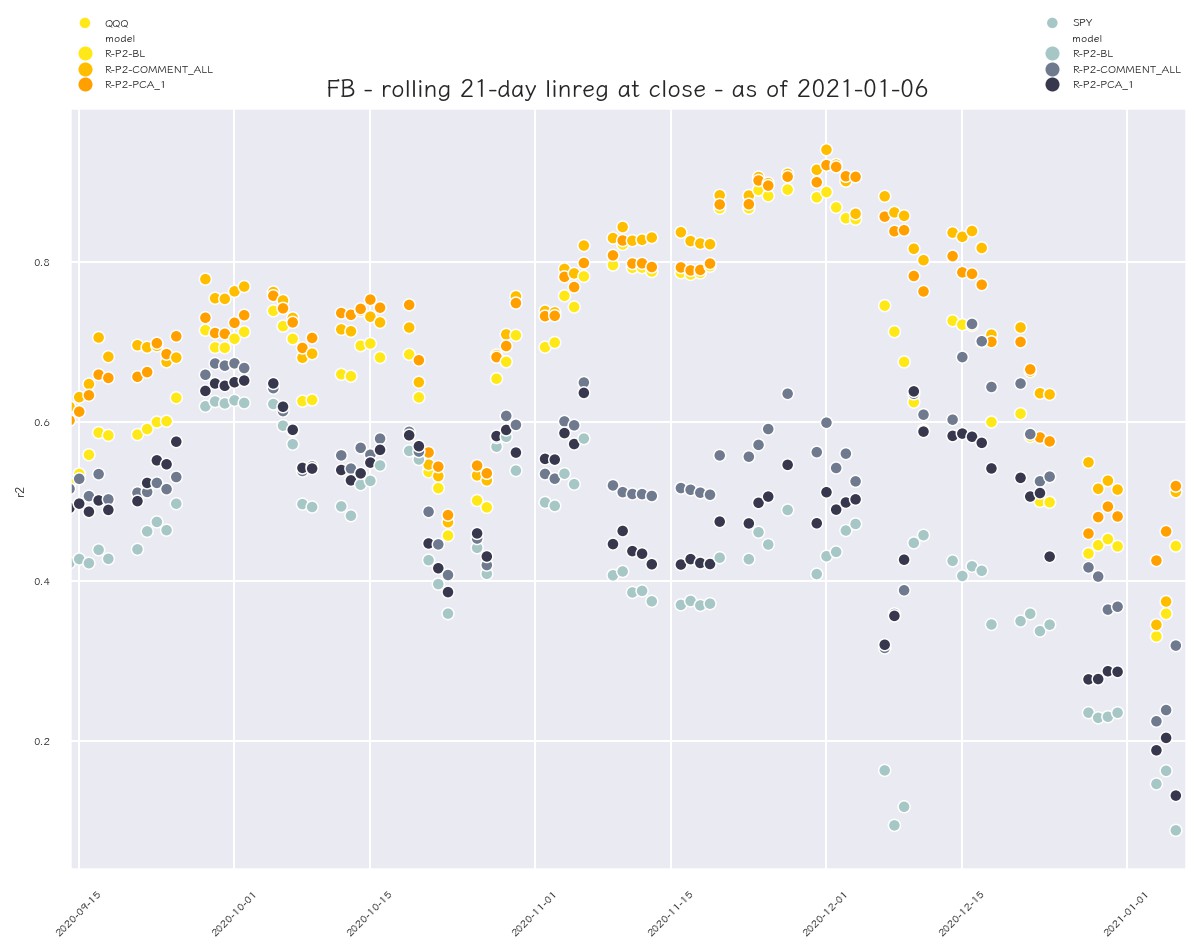 QQQ
model
R-P2-BL
R-P2-COMMENT_ALL
R-P2-PCA_1
SPY
model
R-P2-BL
R-P2-COMMENT_ALL
R-P2-PCA_1
FB - rolling 21-day linreg at close - as of 2021-01-06
r2
0.8
0.6
0.4
0.2
2020-09-15
2020-10-01
2020-10-15
2020-11-01
2020-11-15
2020-12-01
2020-12-15
2021-01-01